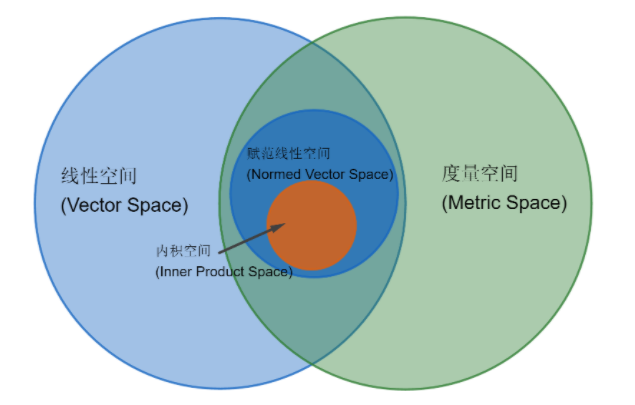 线性空间
(Vector Space)
赋范线性空间
(Normed Vector Space)
内积空间
(Inner Product Space)
度量空间
(Metric Space)